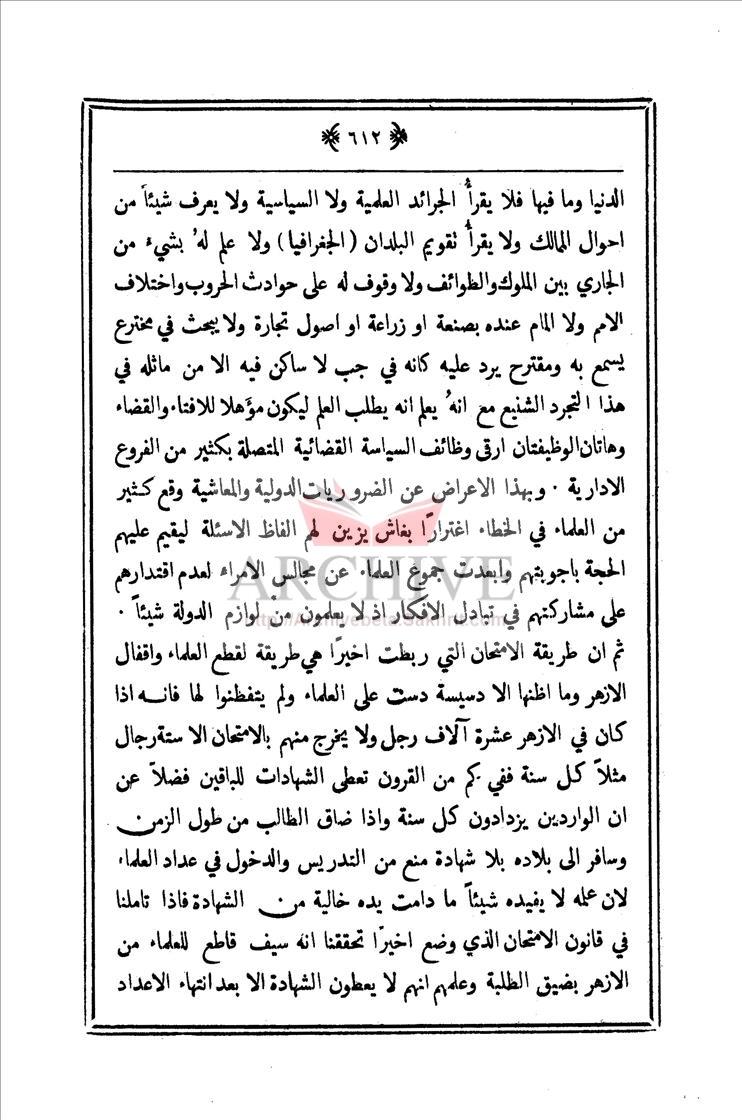 ﴿ ٦١٢ ﴾
الدنيا وما فيها فلا يقرأُ الجرائد العلمية ولا السياسية ولا يعرف شيئاً من
احوال الممالك ولا يقرأُ تقويم البلدان (الجغرافيا) ولا علم لهُ بشيء من
الجاري بين الملوك والطوائف ولا وقوف له على حوادث الحروب واختلاف
الامم ولا المام عنده بصنعة او زراعة او اصول تجارة ولا يبحث في مخترع
يسمع به ومقترح يرد عليه كانه في جب لا ساكن فيه الا من ماثله في
هذا التجرد الشنيع مع انهُ يعلم انه يطلب العلم ليكون مؤهلا للافتاء والقضاء
وهاتان الوظيفتان ارقى وظائف السياسة القضائية المتصلة بكثير من الفروع
الادارية . وبهذا الاعراض عن الضروريات الدولية والمعاشية وقع كثير
من العلماء في الخطاء اغترارًا بغاش يزين لهم الفاظ الاسئلة ليقيم عليهم
الحجة باجوبتهم وابعدت جموع العلماء عن مجالس الامراء لعدم اقتدارهم
ARCHIVE
على مشاركتهم في تبادل الافكار اذ لا يعلمون من لوازم الدولة شيئاً .
http://Archivebeta.Sakhrit.com
ثم ان طريقة الامتحان التي ربطت اخيرًا هي طريقة لقطع العلماء واقفال
الازهر وما اظنها الا دسيسة دست على العلماء ولم يتفطنوا لها فانه اذا
كان في الازهر عشرة آلاف رجل ولا يخرج منهم بالامتحان الا ستة رجال
مثلاً كل سنة ففي كم من القرون تعطى الشهادات للباقين فضلاً عن
ان الواردين يزدادون كل سنة واذا ضاق الطالب من طول الزمن
وسافر الى بلاده بلا شهادة منع من التدريس والدخول في عداد العلماء
لان عمله لا يفيده شيئاً ما دامت يده خالية من الشهادة فاذا تاملنا
في قانون الامتحان الذي وضع اخيرًا تحققنا انه سيف قاطع للعلماء من
الازهر بضيق الطلبة وعلمهم انهم لا يعطون الشهادة الا بعد انتهاء الاعداد